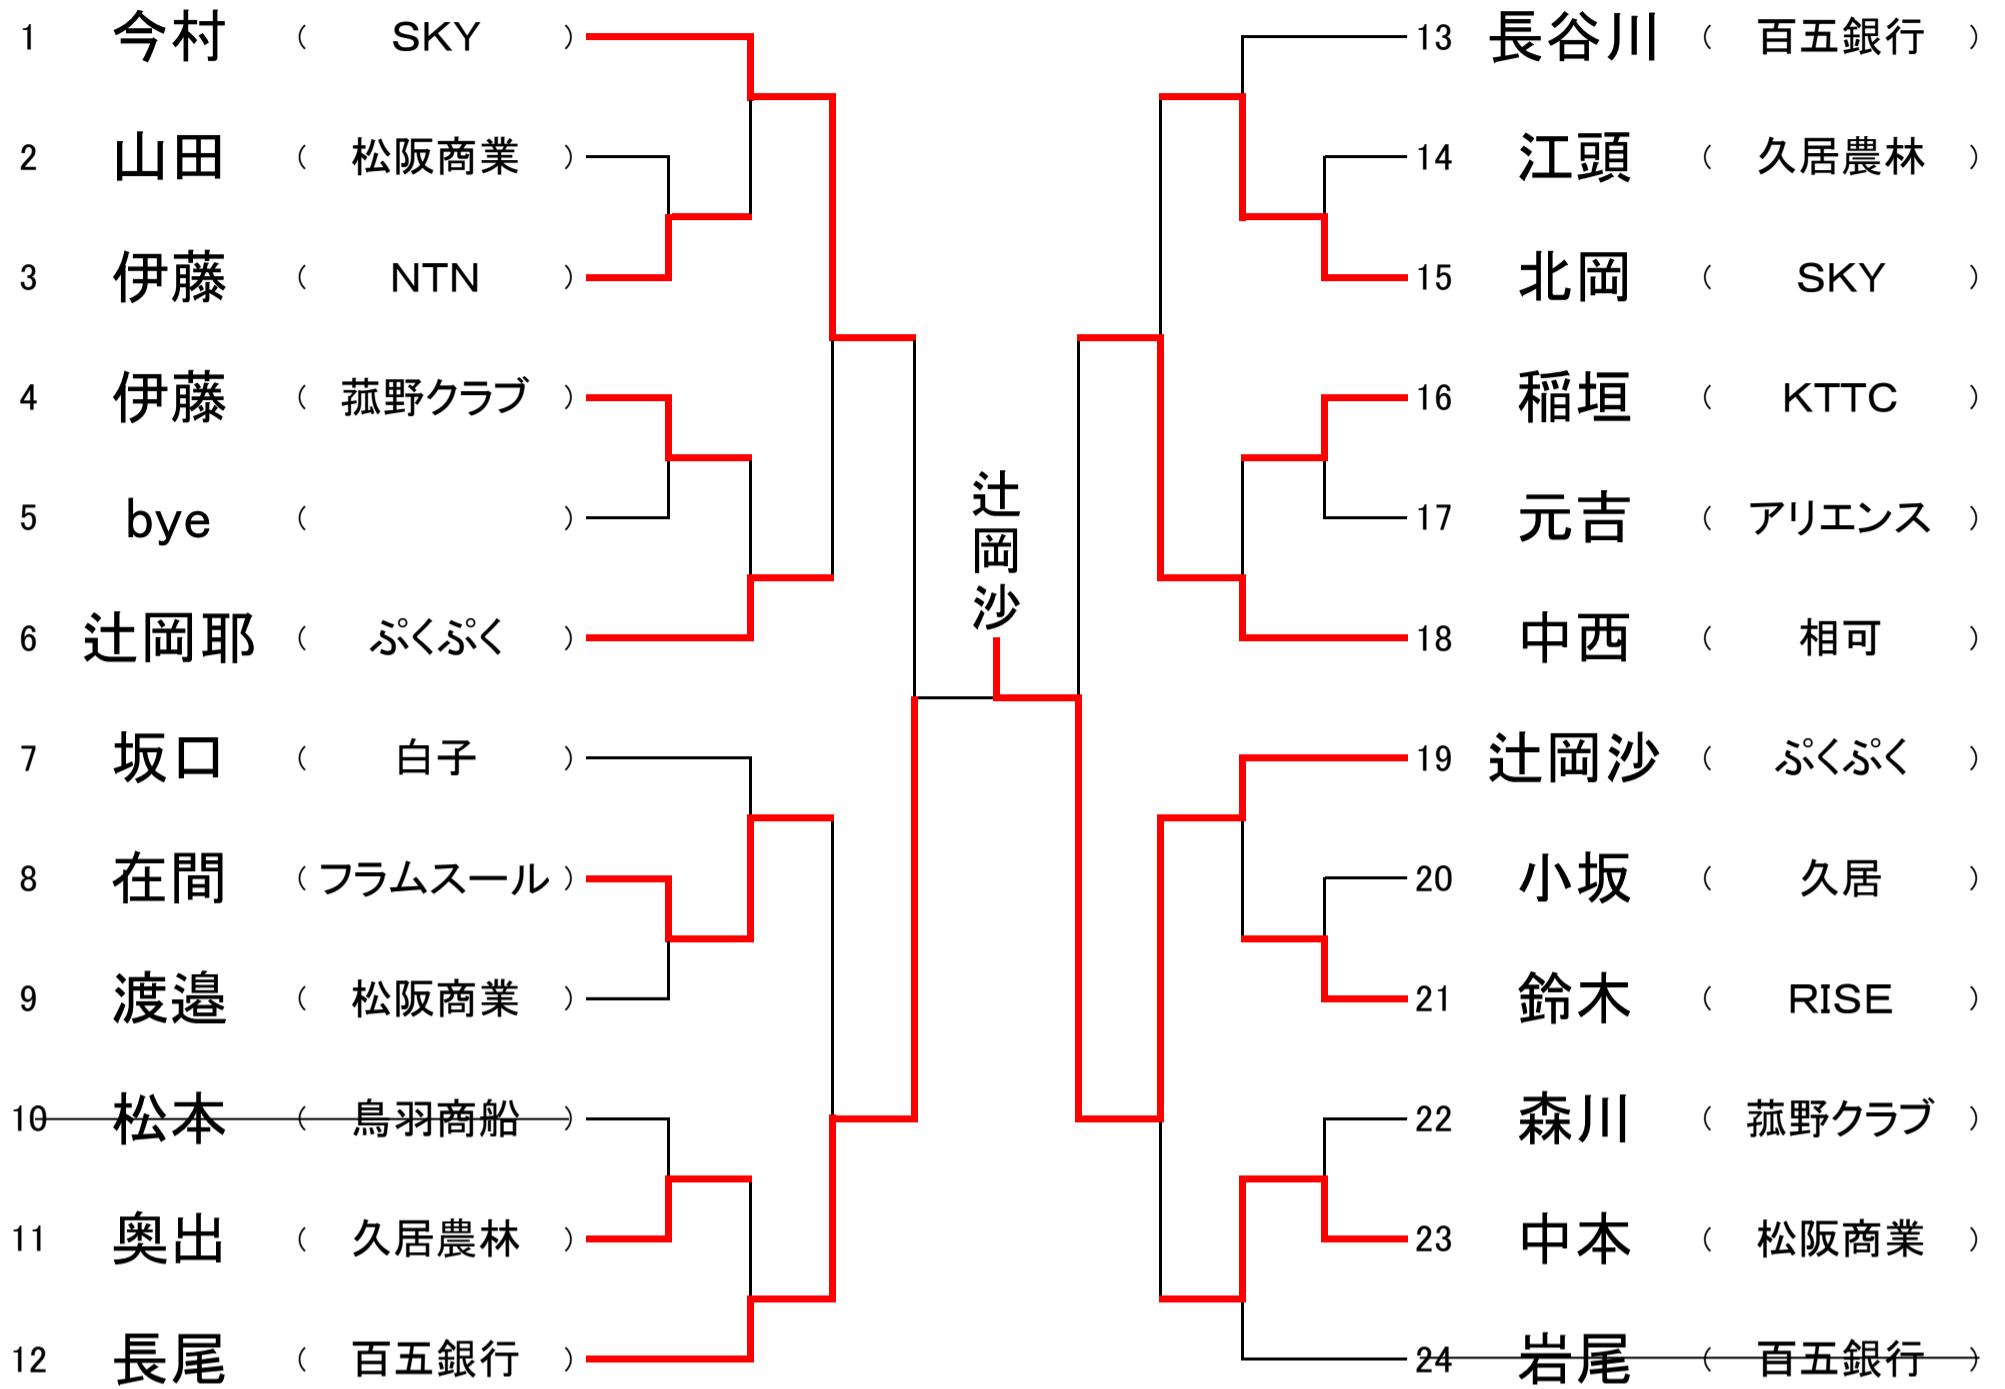 1 今村 ( SKY )
2 山田 ( 松阪商業 )
3 伊藤 ( NTN )
4 伊藤 ( 菰野クラブ )
5 bye ( )
6 辻岡耶 ( ぷくぷく )
7 坂口 ( 白子 )
8 在間 ( フラムスール )
9 渡邉 ( 松阪商業 )
10 松本 ( 鳥羽商船 )
11 奥出 ( 久居農林 )
12 長尾 ( 百五銀行 )
辻岡沙
13 長谷川 ( 百五銀行 )
14 江頭 ( 久居農林 )
15 北岡 ( SKY )
16 稲垣 ( KTTC )
17 元吉 ( アリエンス )
18 中西 ( 相可 )
19 辻岡沙 ( ぷくぷく )
20 小坂 ( 久居 )
21 鈴木 ( RISE )
22 森川 ( 菰野クラブ )
23 中本 ( 松阪商業 )
24 岩尾 ( 百五銀行 )